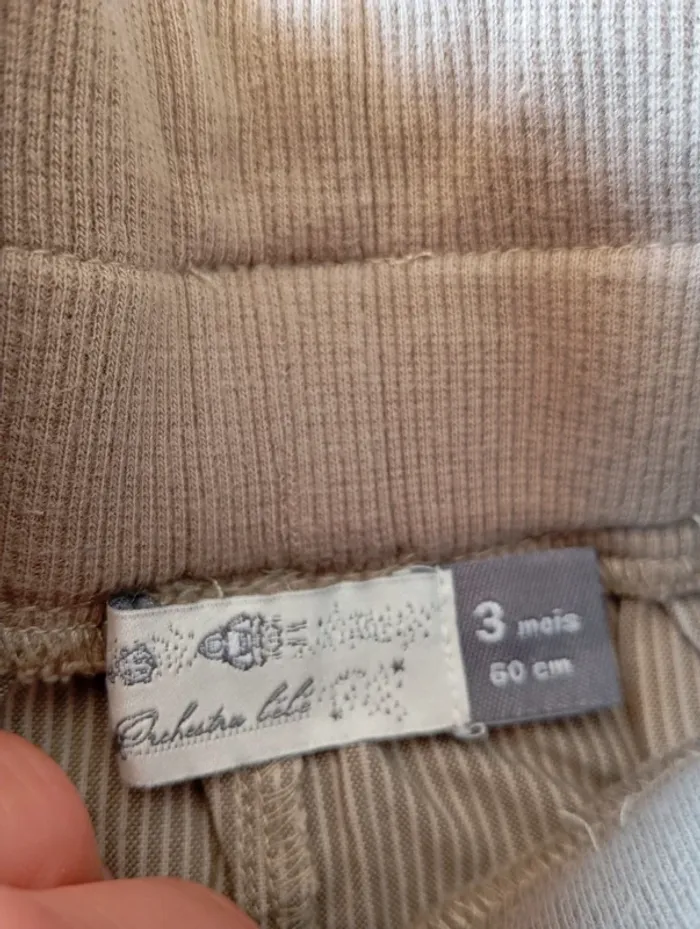 Orchestra bébé
3 mois
60 cm